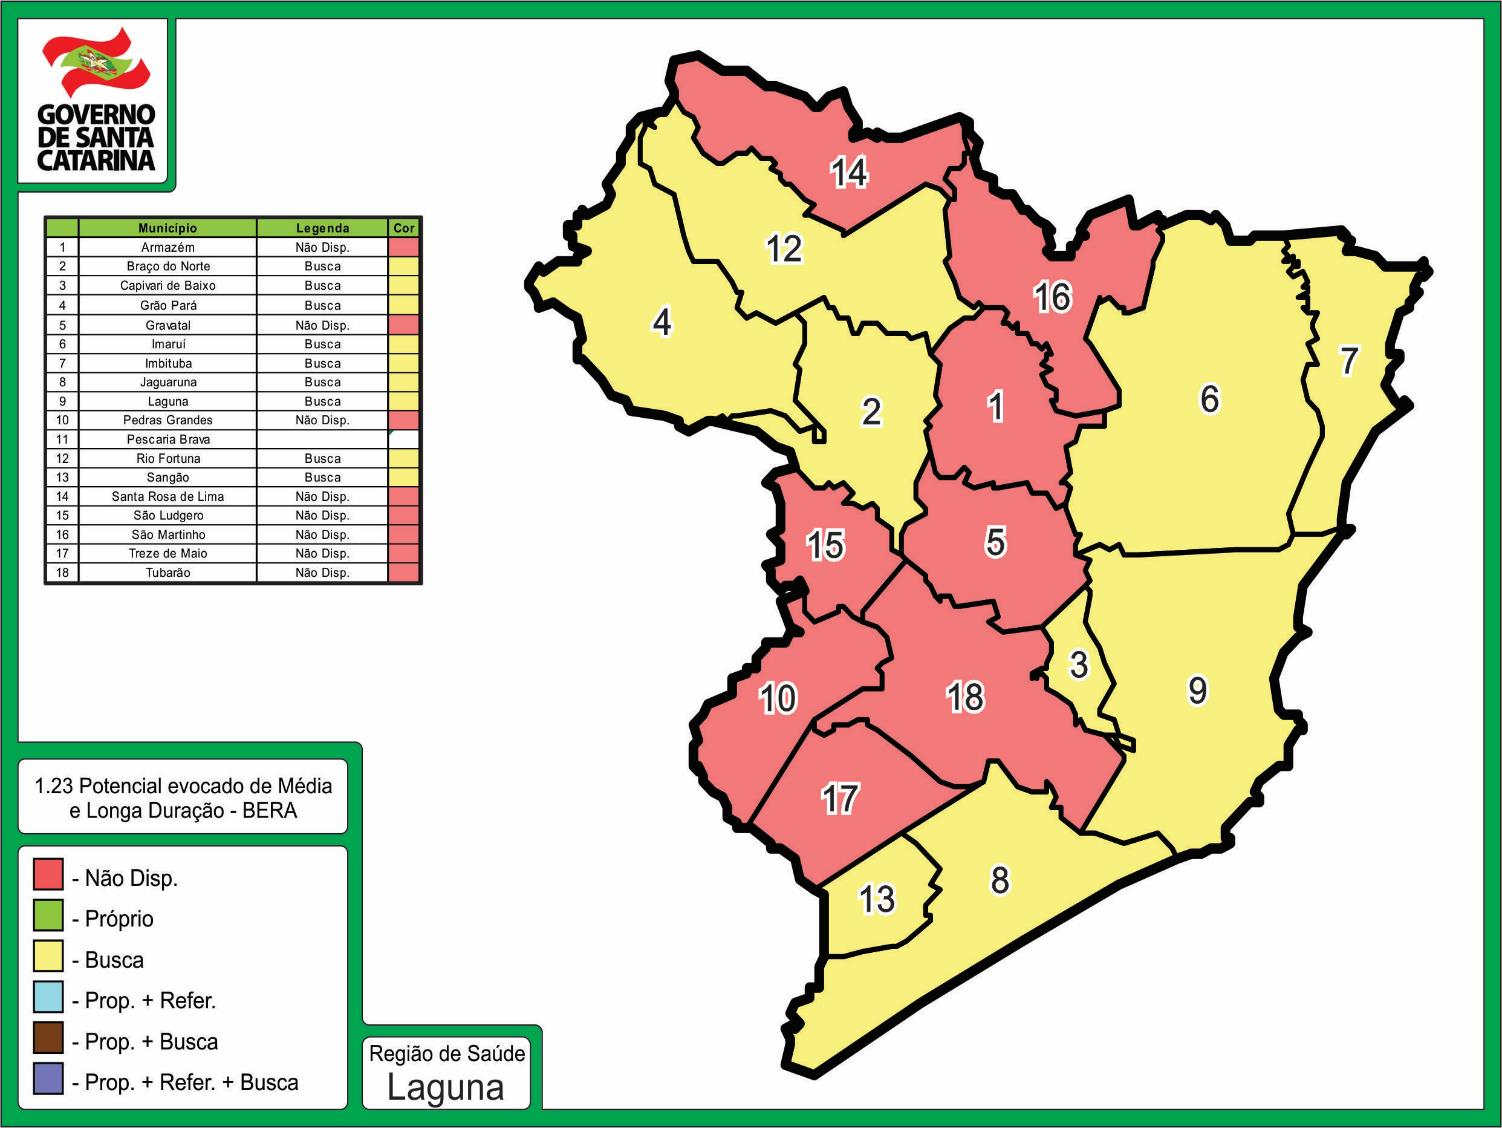 GOVERNO
DE SANTA
CATARINA
Município Legenda Cor
1 Armazém Não Disp.
2 Braço do Norte Busca
3 Capivari de Baixo Busca
4 Grão Pará Busca
5 Gravatal Não Disp.
6 Imaruí Busca
7 Imbituba Busca
8 Jaguaruna Busca
9 Laguna Busca
10 Pedras Grandes Não Disp.
11 Pescaria Brava
12 Rio Fortuna Busca
13 Sangão Busca
14 Santa Rosa de Lima Não Disp.
15 São Ludgero Não Disp.
16 São Martinho Não Disp.
17 Treze de Maio Não Disp.
18 Tubarão Não Disp.
14
12
16
4
7
6
2
1
15
5
3
10
18
9
17
8
13
1.23 Potencial evocado de Média
e Longa Duração - BERA
- Não Disp.
- Próprio
- Busca
- Prop. + Refer.
- Prop. + Busca
- Prop. + Refer. + Busca
Região de Saúde
Laguna